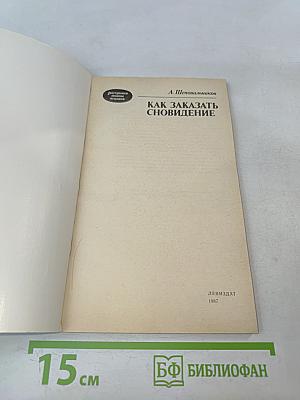 А. Шеповальников
КАК ЗАКАЗАТЬ
СНОВИДЕНИЕ
ЛЕНИЗДАТ
1987
15 см
БФ БИБЛИОФАН